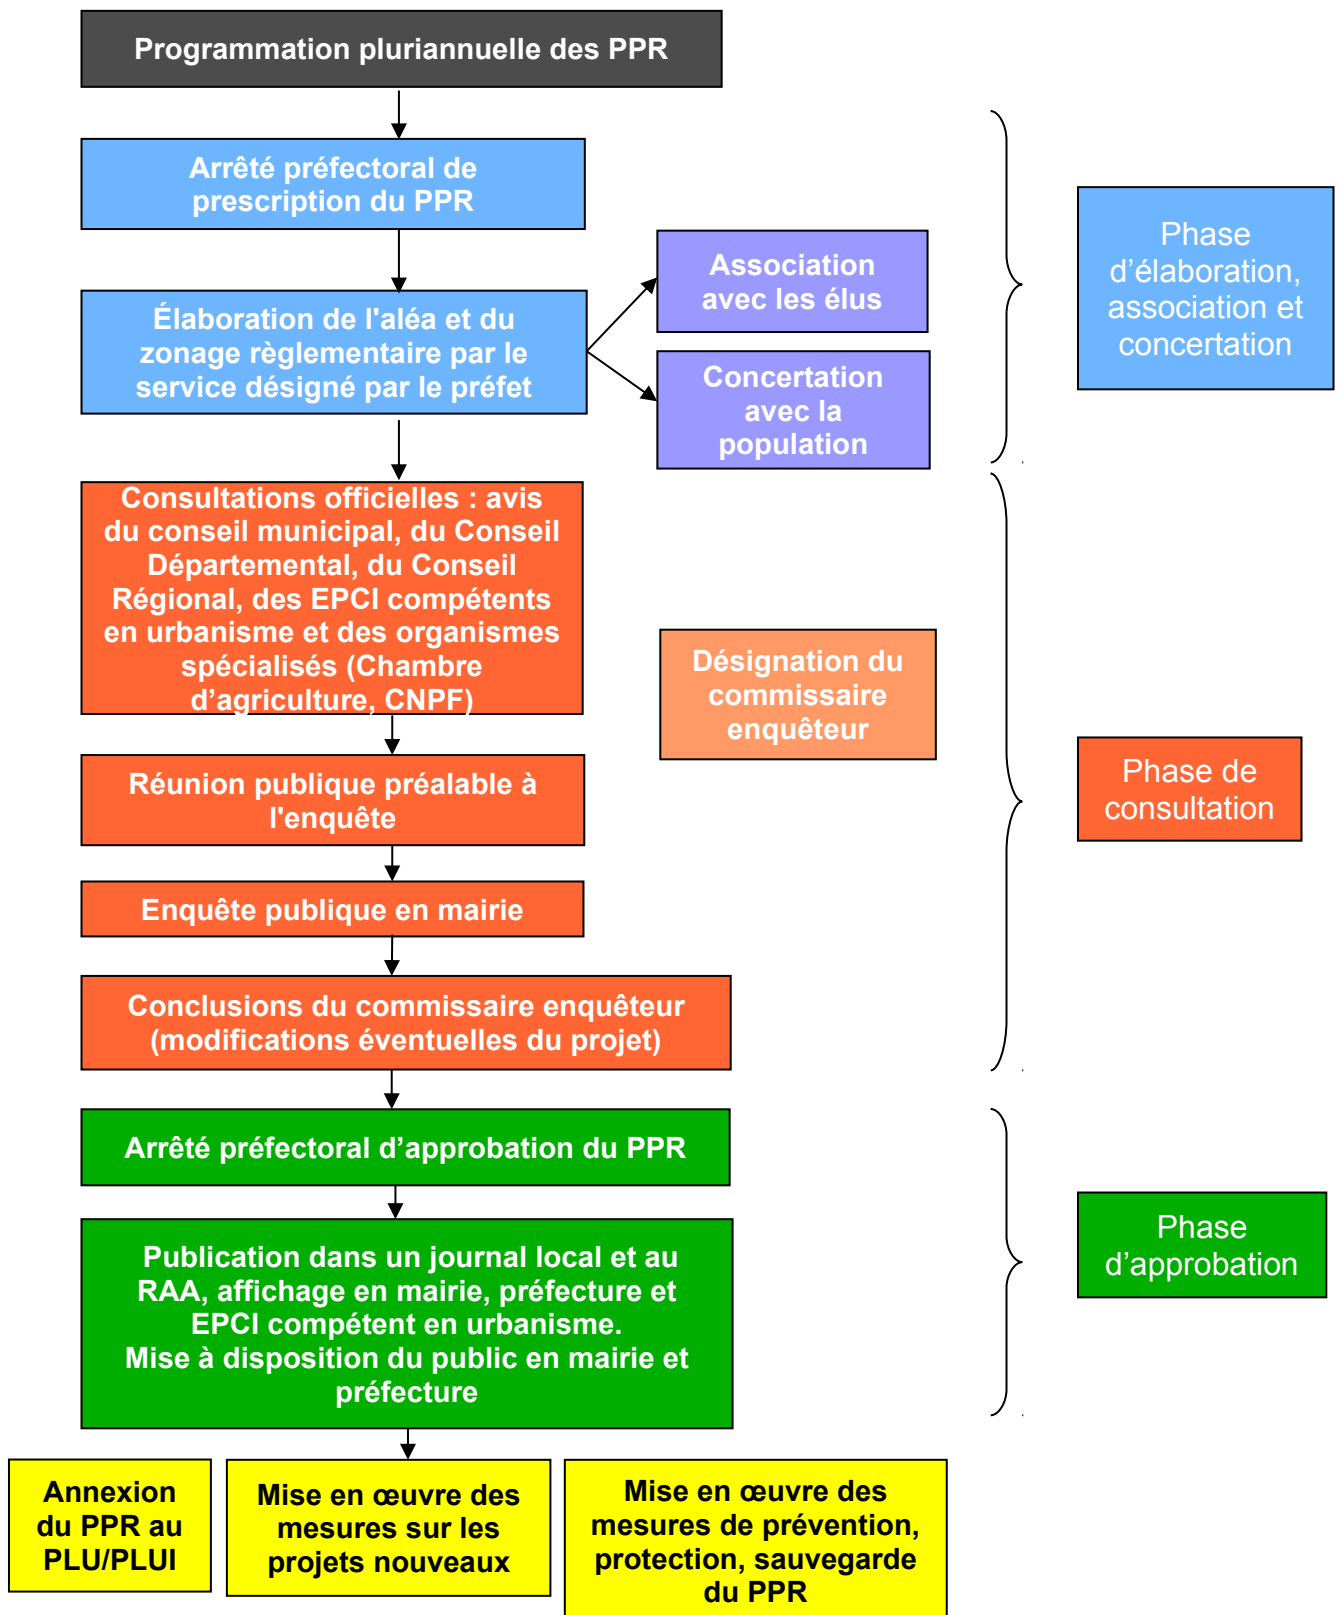 Programmation pluriannuelle des PPR
Arrêté préfectoral de
prescription du PPR
Élaboration de l'aléa et du
zonage règlementaire par le
service désigné par le préfet
Association
avec les élus
Concertation
avec la
population
Phase
d’élaboration,
association et
concertation
Consultations officielles : avis
du conseil municipal, du Conseil
Départemental, du Conseil
Régional, des EPCI compétents
en urbanisme et des organismes
spécialisés (Chambre
d’agriculture, CNPF)
Désignation du
commissaire
enquêteur
Réunion publique préalable à
l'enquête
Enquête publique en mairie
Conclusions du commissaire enquêteur
(modifications éventuelles du projet)
Phase de
consultation
Arrêté préfectoral d’approbation du PPR
Publication dans un journal local et au
RAA, affichage en mairie, préfecture et
EPCI compétent en urbanisme.
Mise à disposition du public en mairie et
préfecture
Phase
d’approbation
Annexion
du PPR au
PLU/PLUI
Mise en œuvre des
mesures sur les
projets nouveaux
Mise en œuvre des
mesures de prévention,
protection, sauvegarde
du PPR